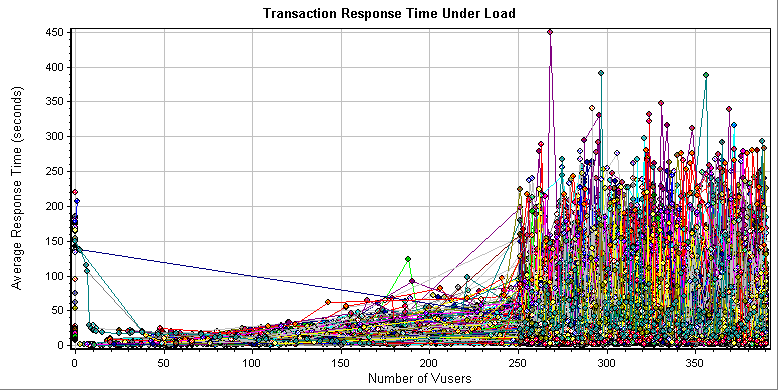 Transaction Response Time Under Load
Average Response Time (seconds)
450
400
350
300
250
200
150
100
50
0
0 50 100 150 200 250 300 350
Number of Vusers